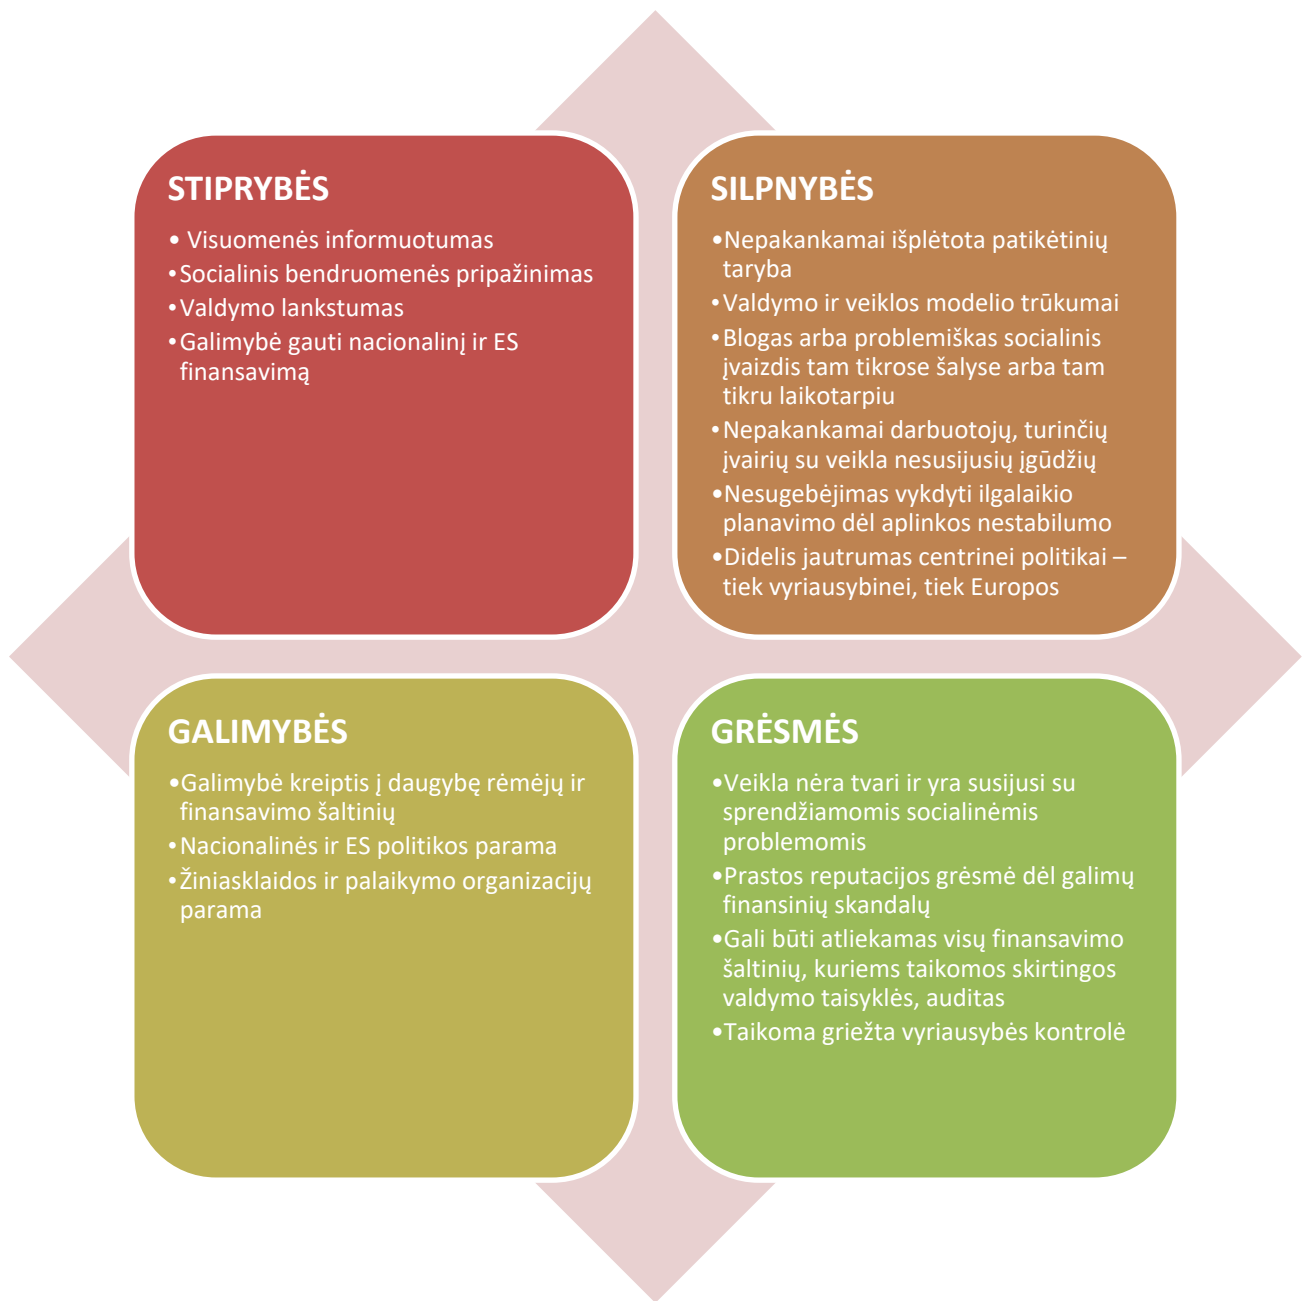 STIPRYBĖS
• Visuomenės informuotumas
•Socialinis bendruomenės pripažinimas
•Valdymo lankstumas
•Galimybė gauti nacionalinį ir ES
finansavimą
SILPNYBĖS
•Nepakankamai išplėtota patikėtinių
taryba
•Valdymo ir veiklos modelio trūkumai
•Blogas arba problemiškas socialinis
įvaizdis tam tikrose šalyse arba tam
tikru laikotarpiu
•Nepakankamai darbuotojų, turinčių
įvairių su veikla nesusijusių įgūdžių
•Nesugebėjimas vykdyti ilgalaikio
planavimo dėl aplinkos nestabilumo
•Didelis jautrumas centrinei politikai –
tiek vyriausybinei, tiek Europos
GALIMYBĖS
•Galimybė kreiptis į daugybę rėmėjų ir
finansavimo šaltinių
•Nacionalinės ir ES politikos parama
•Žiniasklaidos ir palaikymo organizacijų
parama
GRĖSMĖS
•Veikla nėra tvari ir yra susijusi su
sprendžiamomis socialinėmis
problemomis
•Prastos reputacijos grėsmė dėl galimų
finansinių skandalų
•Gali būti atliekamas visų finansavimo
šaltinių, kuriems taikomos skirtingos
valdymo taisyklės, auditas
•Taikoma griežta vyriausybės kontrolė